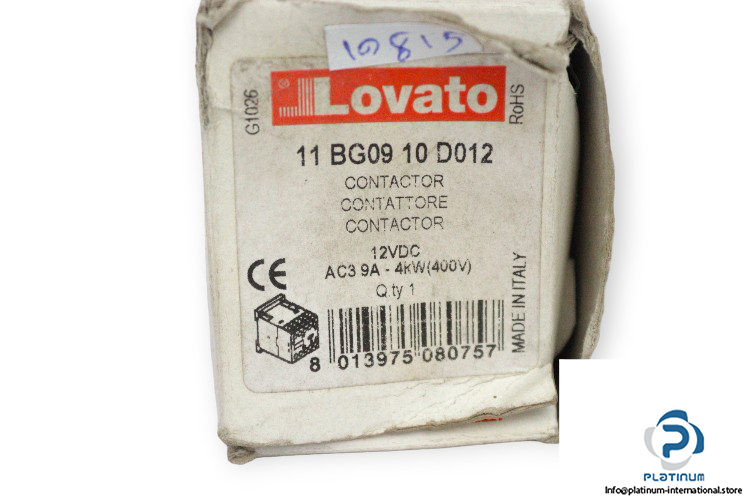 10815
Lovato
G1026
RoHS
11 BG09 10 D012
CONTACTOR
CONTATTORE
CONTACTOR
12VDC
AC3 9A - 4kW(400V)
Q.ty 1
CE
MADE IN ITALY
8 013975 080757
PLATINUM
Info@platinum-international.store